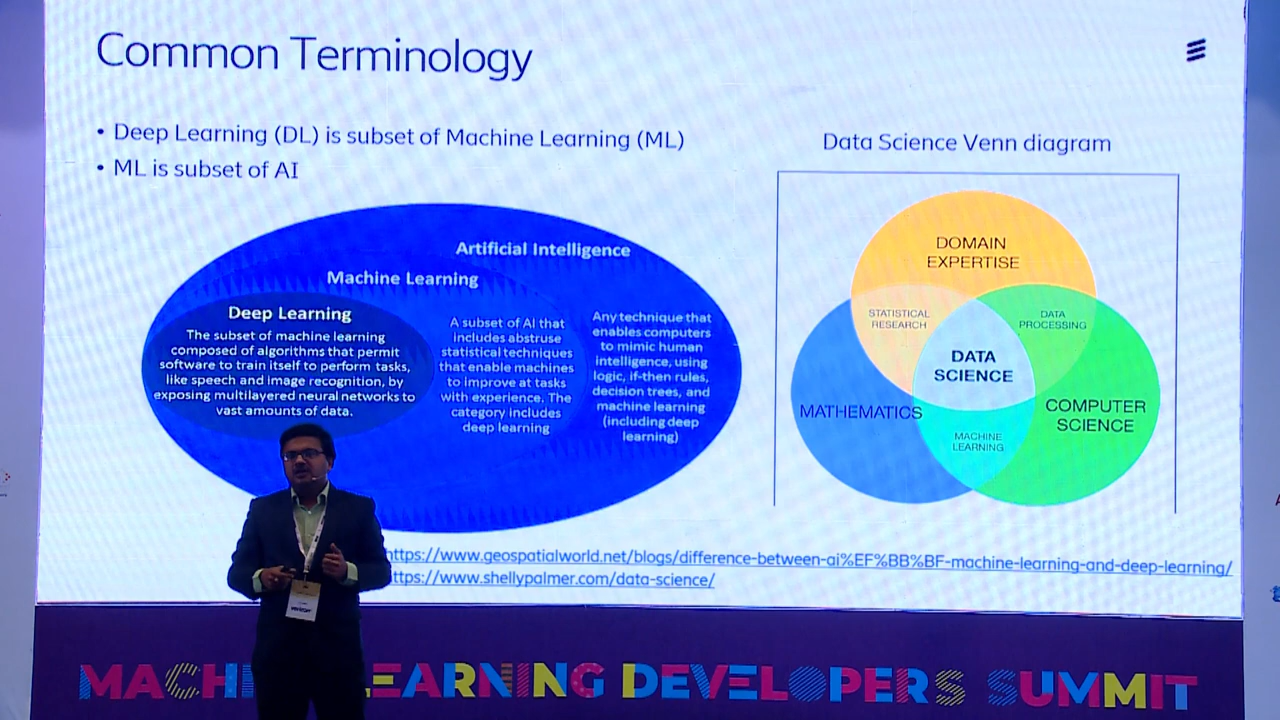 Common Terminology
• Deep Learning (DL) is subset of Machine Learning (ML)
• ML is subset of AI
Artificial Intelligence
Machine Learning
Deep Learning
The subset of machine learning
composed of algorithms that permit
software to train itself to perform tasks,
like speech and image recognition, by
exposing multilayered neural networks to
vast amounts of data.
A subset of AI that
includes abstruse
statistical techniques
that enable machines
to improve at tasks
with experience. The
category includes
deep learning
Any technique that
enables computers
to mimic human
intelligence, using
logic, if-then rules,
decision trees, and
machine learning
(including deep
learning)
Data Science Venn diagram
DOMAIN
EXPERTISE
STATISTICAL
RESEARCH
DATA
PROCESSING
DATA
SCIENCE
MATHEMATICS
COMPUTER
SCIENCE
MACHINE
LEARNING
https://www.geospatialworld.net/blogs/difference-between-ai%EF%BB%BF-machine-learning-and-deep-learning/
https://www.shellypalmer.com/data-science/
MACHI LEARNING DEVELOPERS SUMMIT